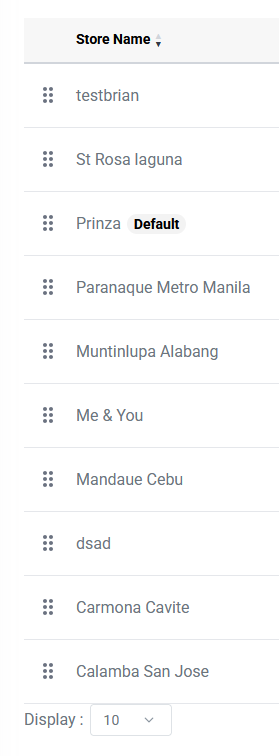 Store Name
testbrian
St Rosa laguna
Prinza Default
Paranaque Metro Manila
Muntinlupa Alabang
Me & You
Mandaue Cebu
dsad
Carmona Cavite
Calamba San Jose
Display : 10